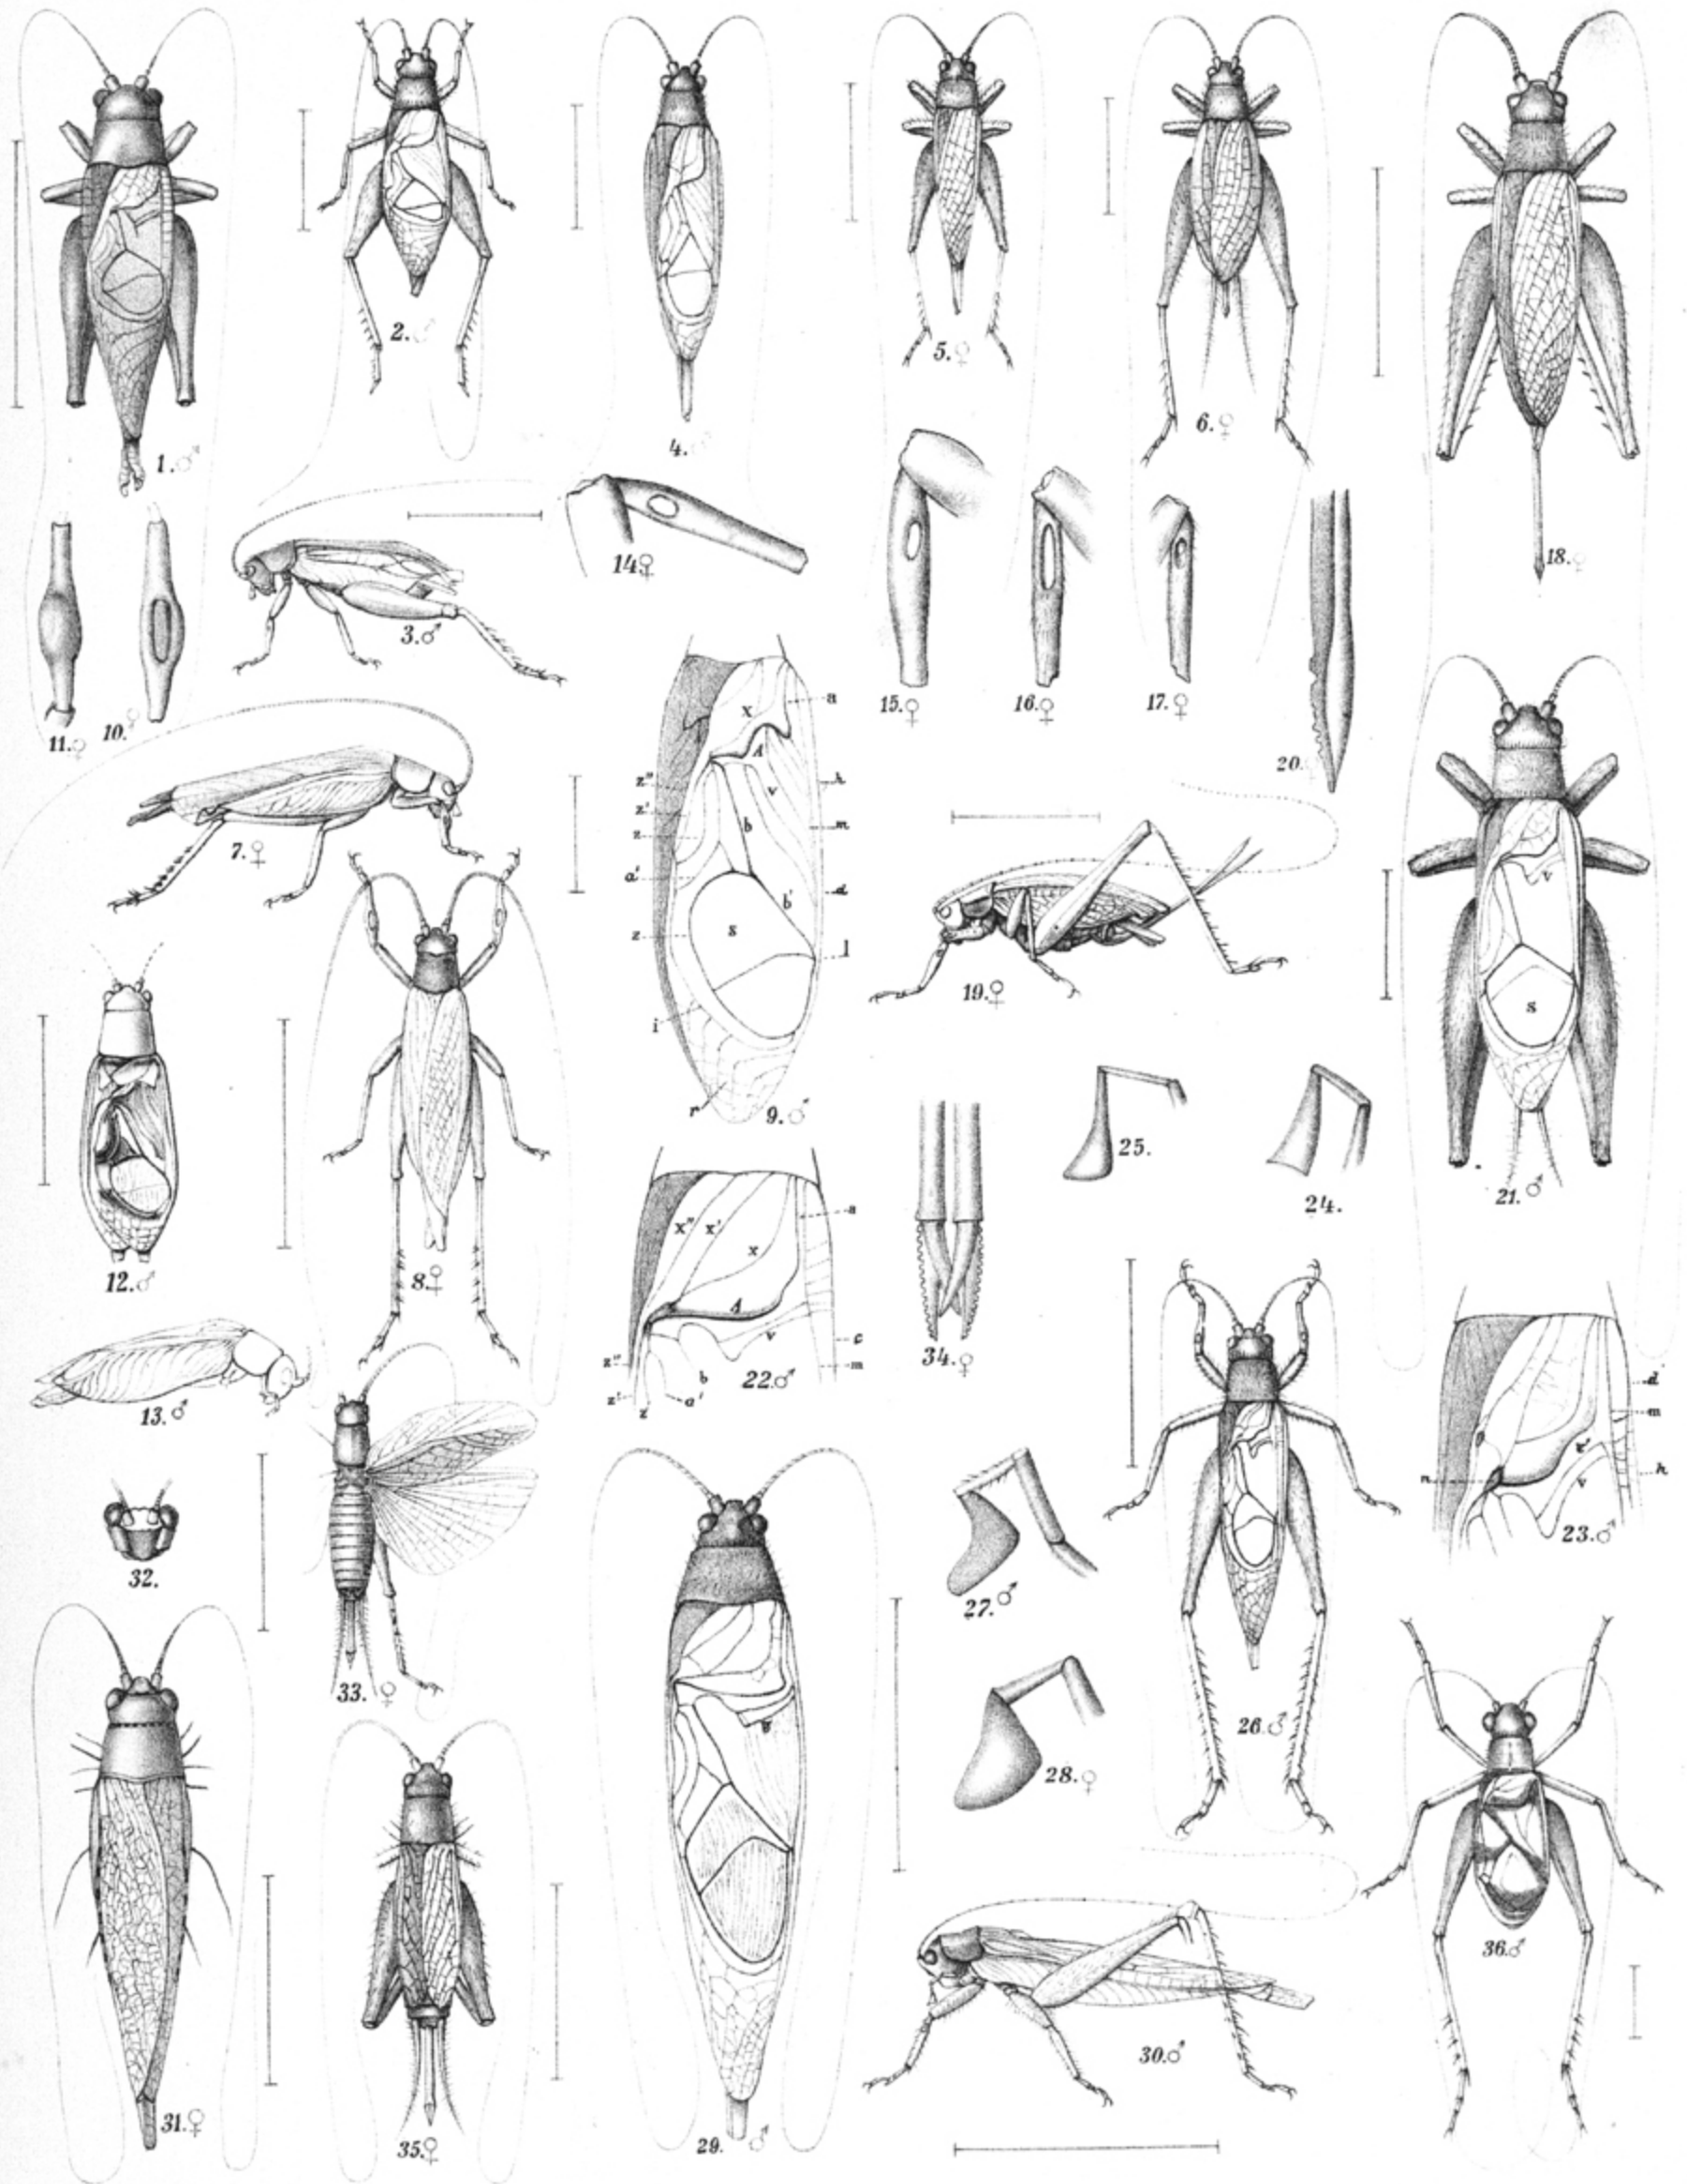 1.♂
2.♂
4.♂
5.♀
6.♀
18.♀
3.♂
14♀
15.♀
16.♀
17.♀
20.
11.♀
10.♀
7.♀
x
a
A
z''
h
v
z'
b
m
z
a'
d
b'
z
s
l
i
r
9.♂
19.♀
v
s
21.♂
12.♂
8.♀
25.
24.
x''
x'
x
a
A
v
c
z''
m
b
z'
a'
z
22.♂
34.♀
13.♂
d
m
v
h
n
23.♂
32.
33.♀
27.♂
28.♀
26.♂
31.♀
35.♀
29.♂
30.♂
36.♂